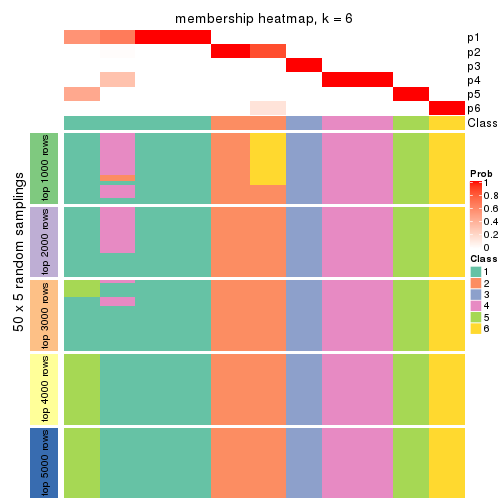 membership heatmap, k = 6
p1
p2
p3
p4
p5
p6
Class
50 x 5 random samplings
top 1000 rows
top 2000 rows
top 3000 rows
top 4000 rows
top 5000 rows
Prob
1
0.8
0.6
0.4
0.2
0
Class
1
2
3
4
5
6